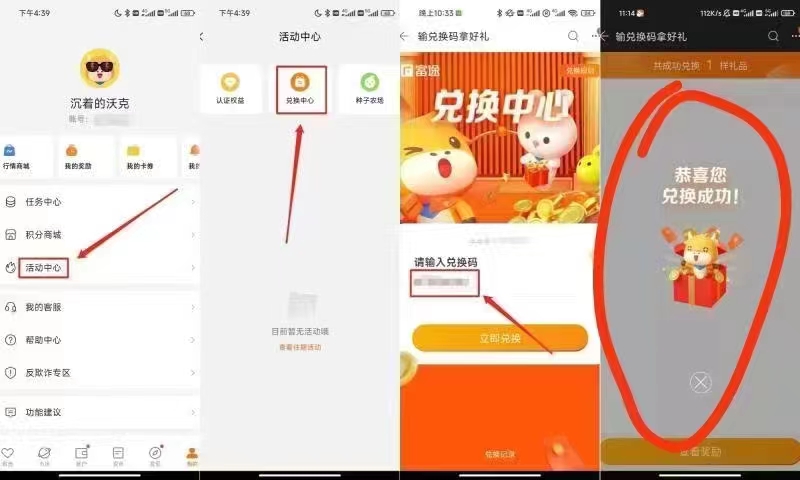 下午4:39
沉着的沃克
账号:
行情商城
我的奖励
我的卡券
任务中心
积分商城
活动中心
我的客服
帮助中心
反欺诈专区
功能建议
我的
下午4:39
活动中心
认证权益
兑换中心
种子农场
目前暂无活动哦
查看往期活动
晚上10:33
输兑换码拿好礼
富途
兑换规则
兑换中心
请输入兑换码
立即兑换
兑换记录
11:14
112K/s
输兑换码拿好礼
共成功兑换1样礼品
恭喜您
兑换成功!
查看奖励